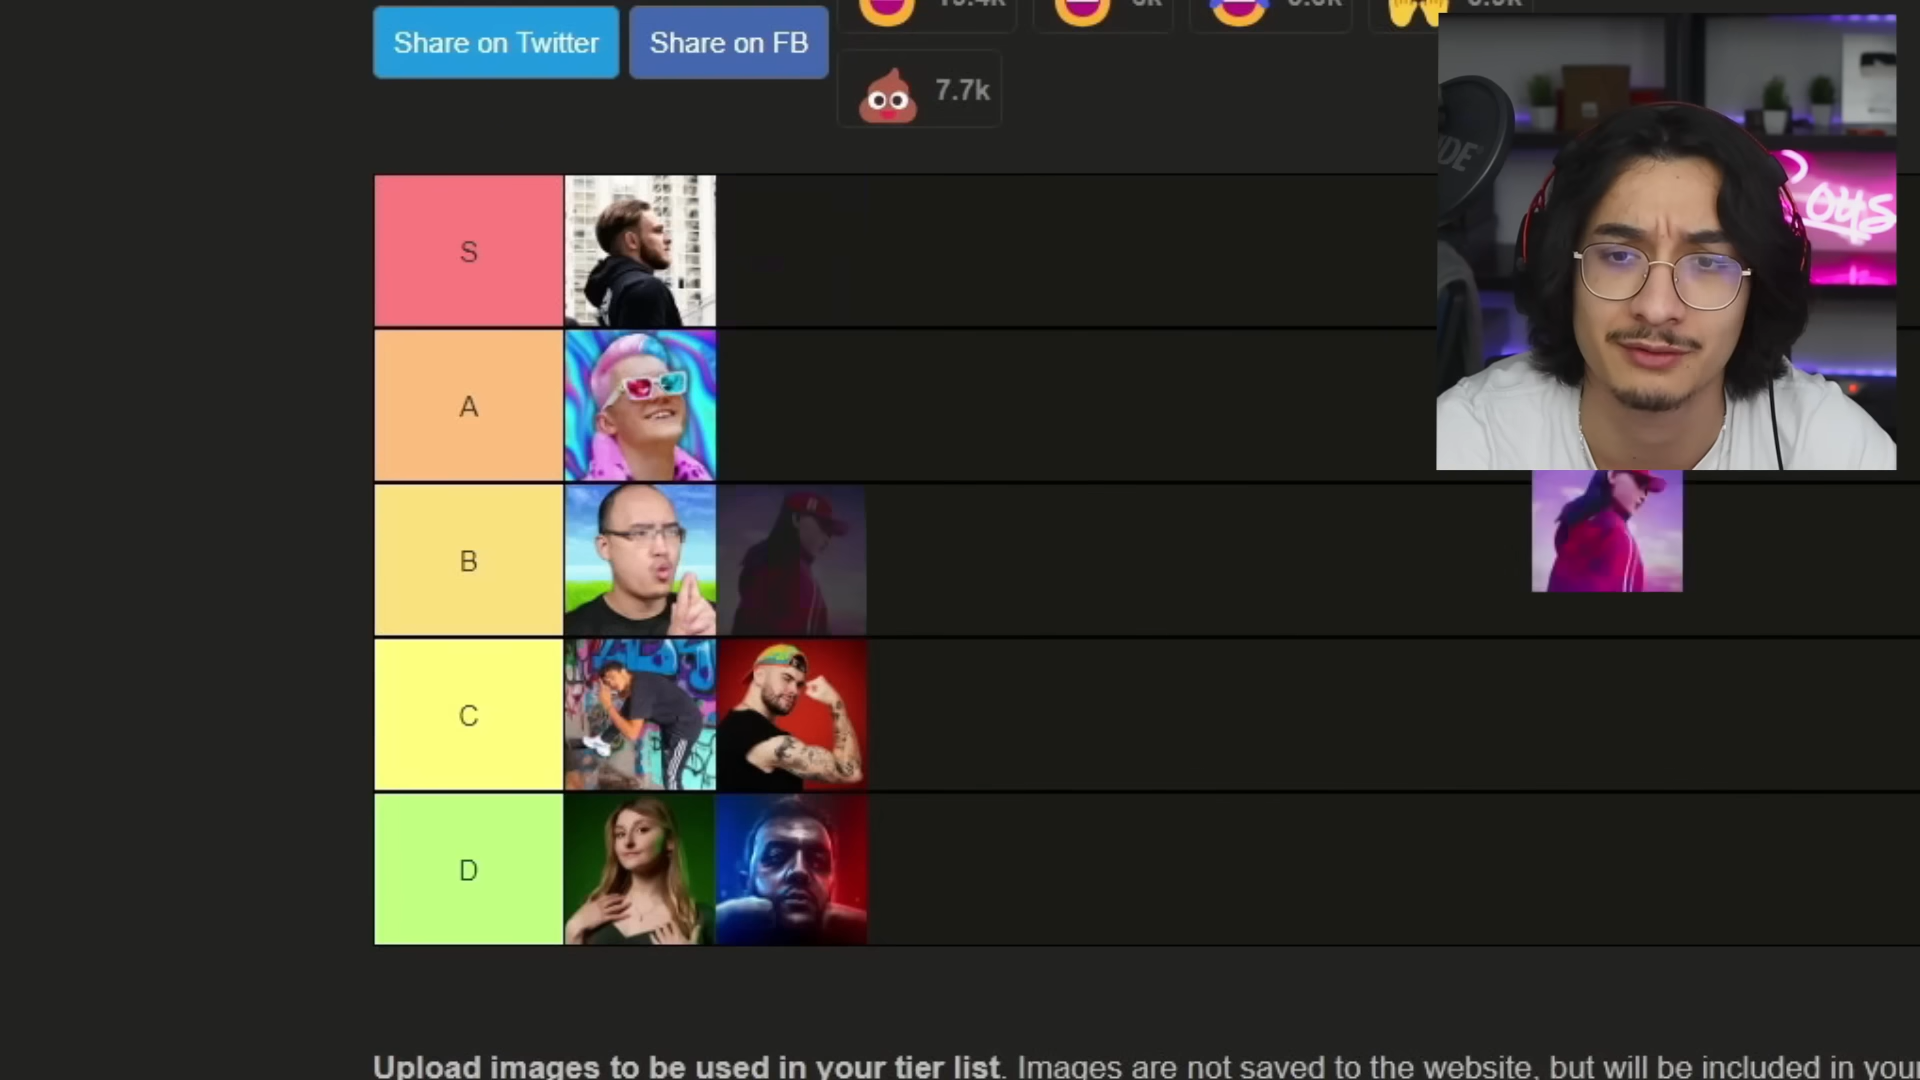 Share on Twitter
Share on FB
7.7k
S
A
B
C
D
Upload images to be used in your tier list. Images are not saved to the website, but will be included in your